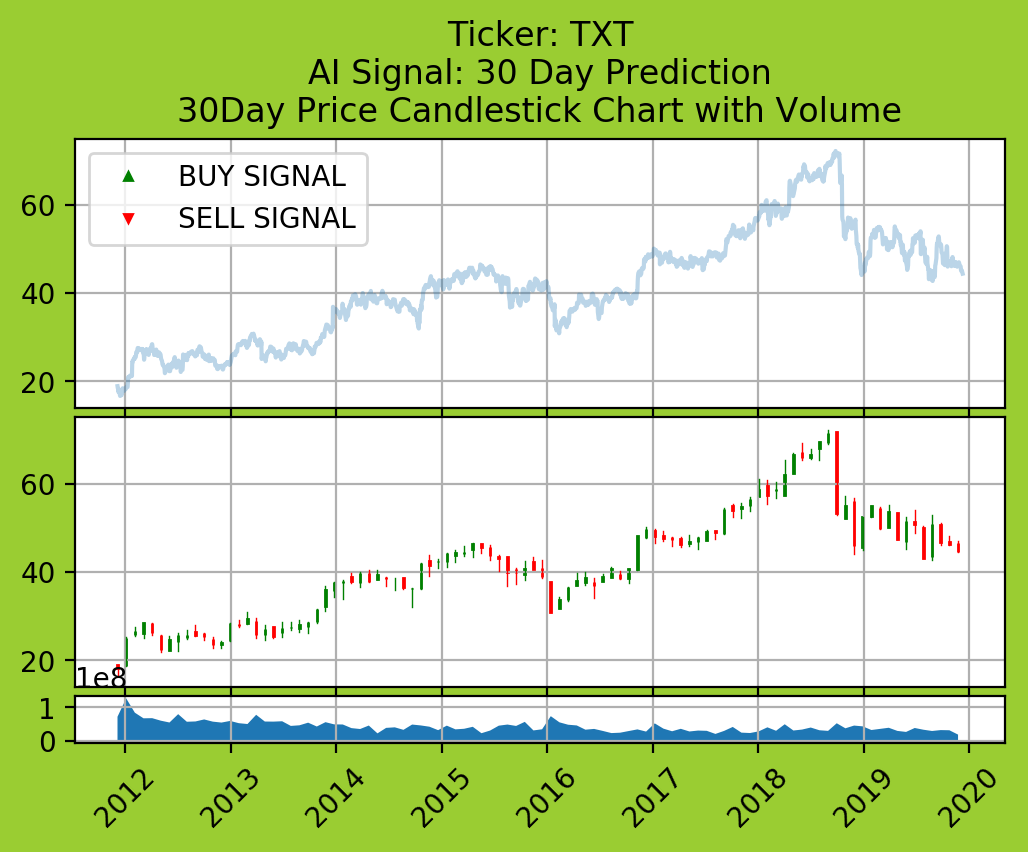 Ticker: TXT
AI Signal: 30 Day Prediction
30Day Price Candlestick Chart with Volume
BUY SIGNAL
SELL SIGNAL
60
40
20
60
40
20
1e8
1
0
2012 2013 2014 2015 2016 2017 2018 2019 2020